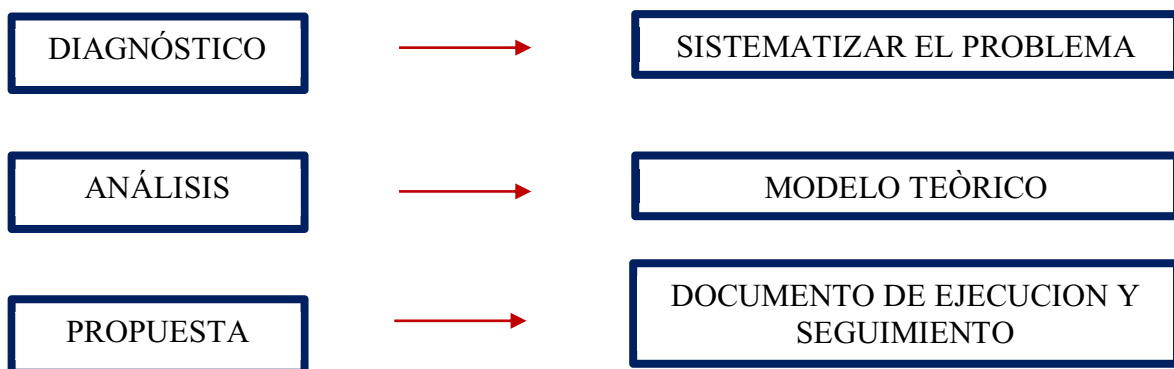 DIAGNÓSTICO
SISTEMATIZAR EL PROBLEMA
ANÁLISIS
MODELO TEÒRICO
PROPUESTA
DOCUMENTO DE EJECUCION Y
SEGUIMIENTO